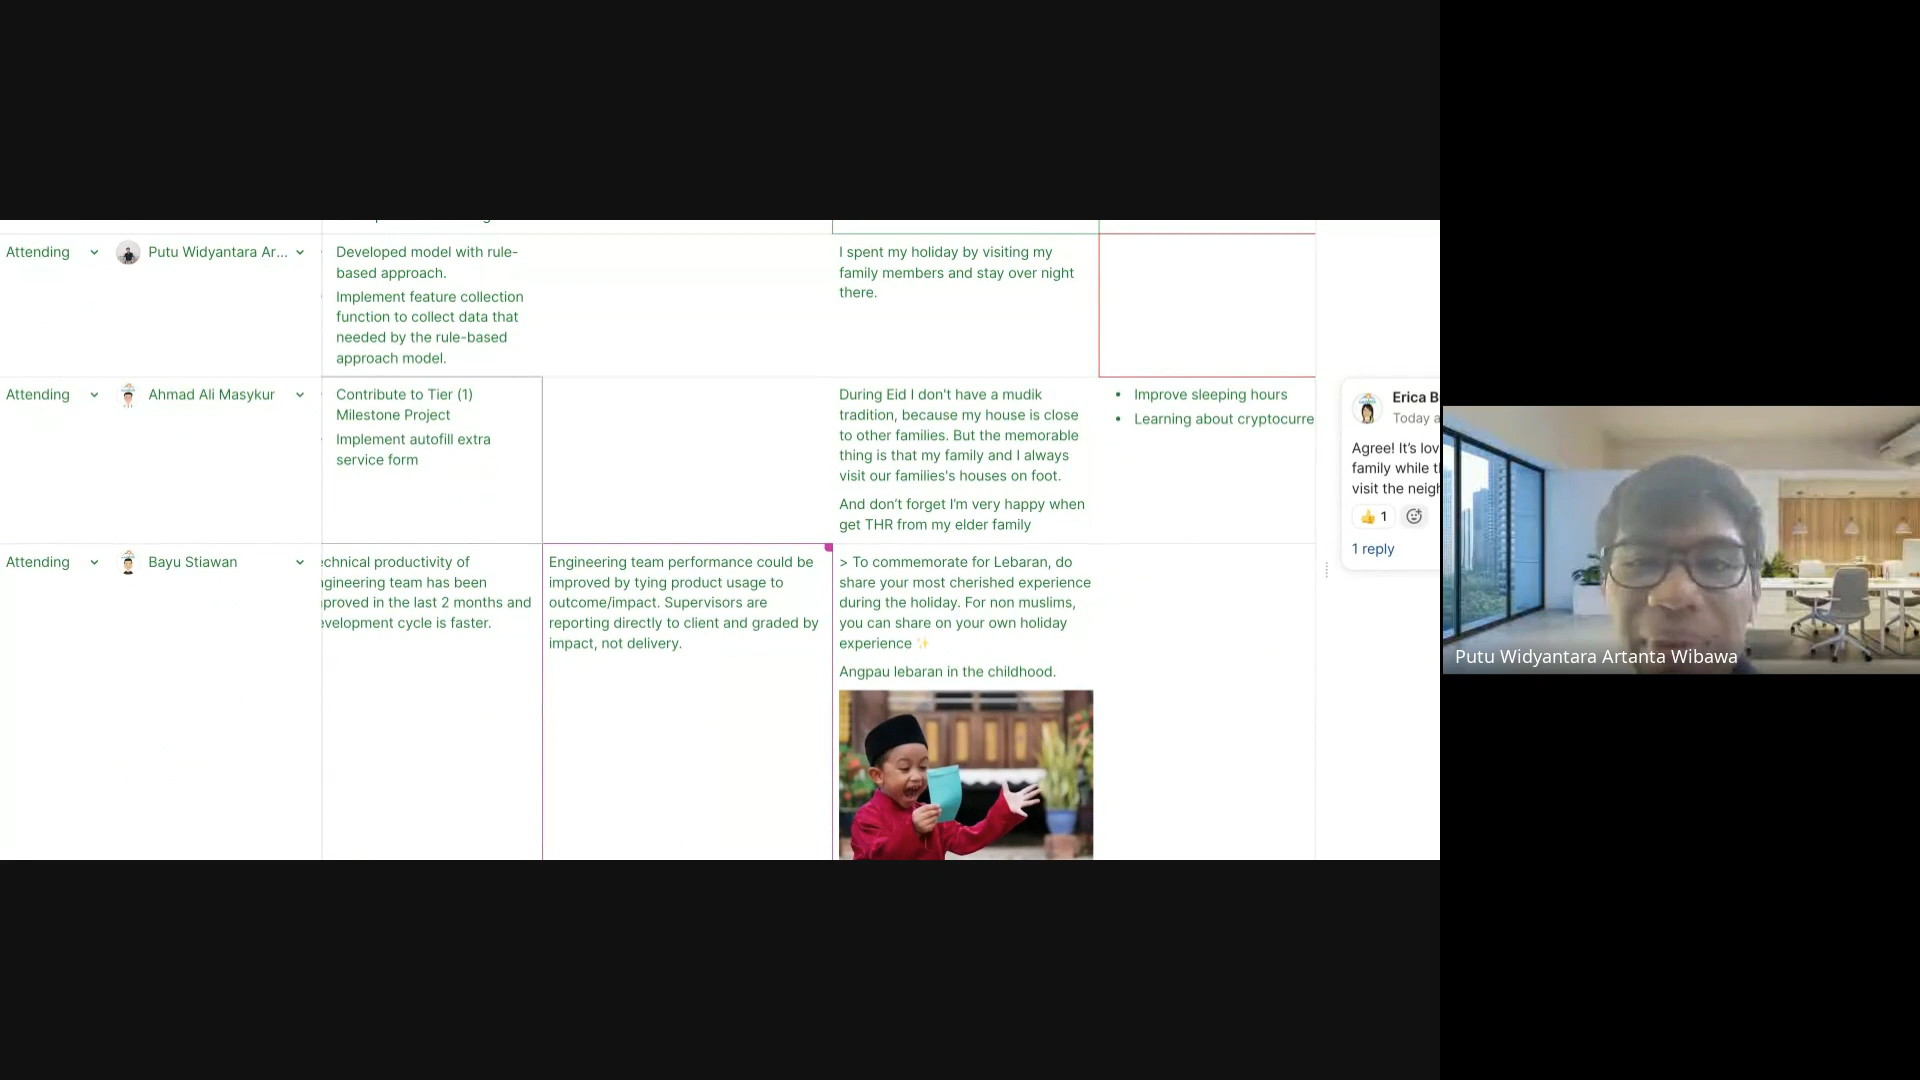 Attending
Putu Widyantara Ar...
Developed model with rule-
based approach.
Implement feature collection
function to collect data that
needed by the rule-based
approach model.
I spent my holiday by visiting my
family members and stay over night
there.
Attending
Ahmad Ali Masykur
Contribute to Tier (1)
Milestone Project
Implement autofill extra
service form
During Eid I don't have a mudik
tradition, because my house is close
to other families. But the memorable
thing is that my family and I always
visit our families's houses on foot.
And don't forget I'm very happy when
get THR from my elder family
• Improve sleeping hours
• Learning about cryptocurre
Erica B
Today a
Agree! It's lov
family while t
visit the neigh
👍 1
1 reply
Attending
Bayu Stiawan
echnical productivity of
gineering team has been
proved in the last 2 months and
evelopment cycle is faster.
Engineering team performance could be
improved by tying product usage to
outcome/impact. Supervisors are
reporting directly to client and graded by
impact, not delivery.
> To commemorate for Lebaran, do
share your most cherished experience
during the holiday. For non muslims,
you can share on your own holiday
experience ✨
Angpau lebaran in the childhood.
Putu Widyantara Artanta Wibawa